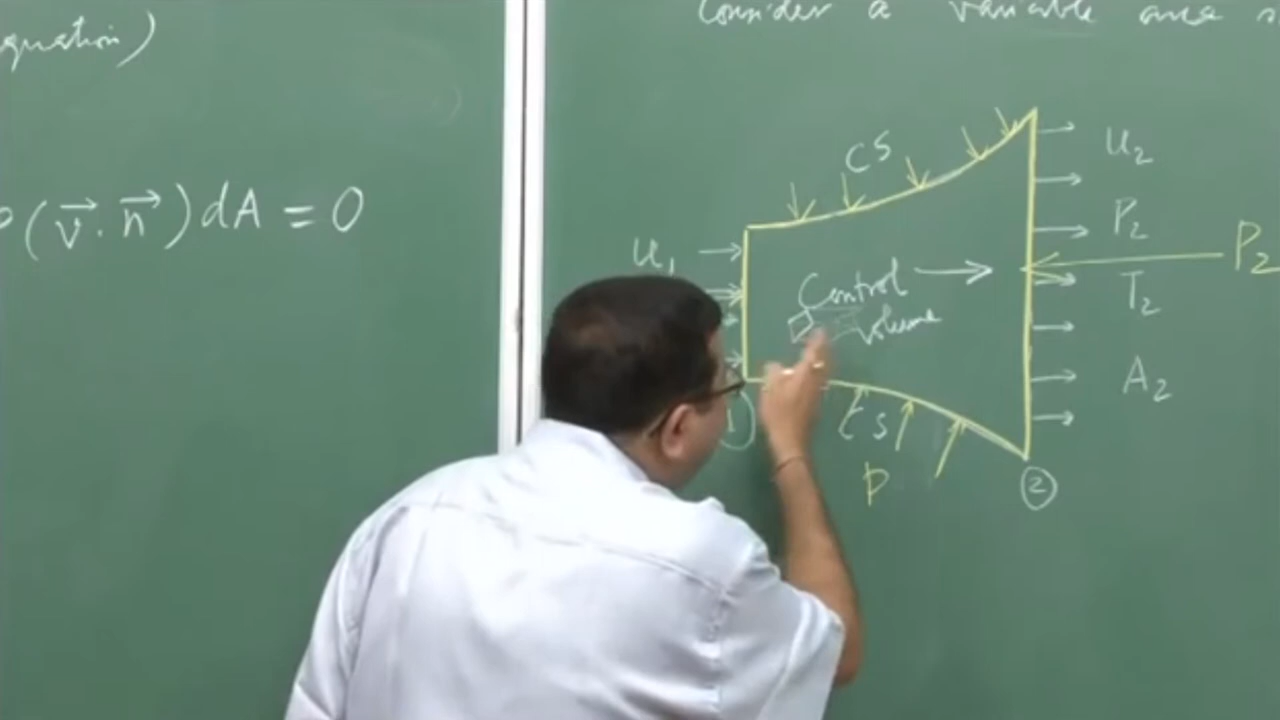 equation)
ρ(v⃗.n⃗)dA = 0
Consider a variable area
CS
u₁
u₂
P₂
P₂
Control
Volume
T₂
A₂
CS
P
1
2